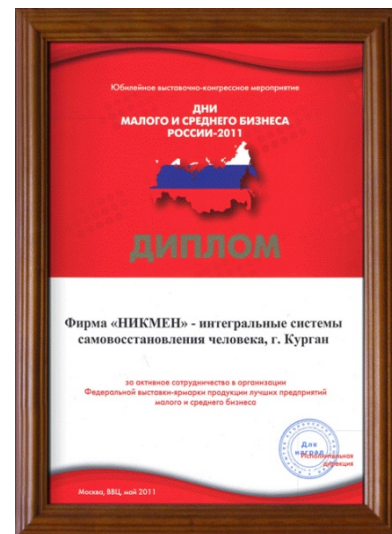 Юбилейное выставочно-конгрессное мероприятие
ДНИ
МАЛОГО И СРЕДНЕГО БИЗНЕСА
РОССИИ-2011
ДИПЛОМ
Фирма «НИКМЕН» - интегральные системы
самовосстановления человека, г. Курган
за активное сотрудничество в организации
Федеральной выставки-ярмарки продукции лучших предприятий
малого и среднего бизнеса
Для
наград
Исполнительная
дирекция
Москва, ВВЦ, май 2011